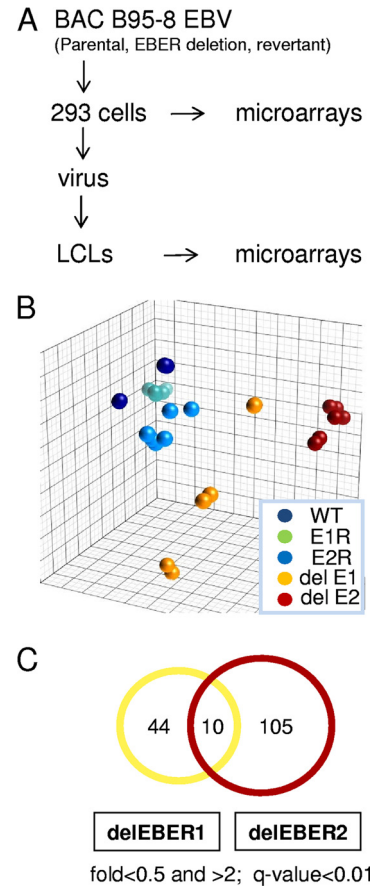 A BAC B95-8 EBV
(Parental, EBER deletion, revertant)
293 cells → microarrays
virus
LCLs → microarrays
B
WT
E1R
E2R
del E1
del E2
C
44 10 105
delEBER1 delEBER2
fold<0.5 and >2; q-value<0.01